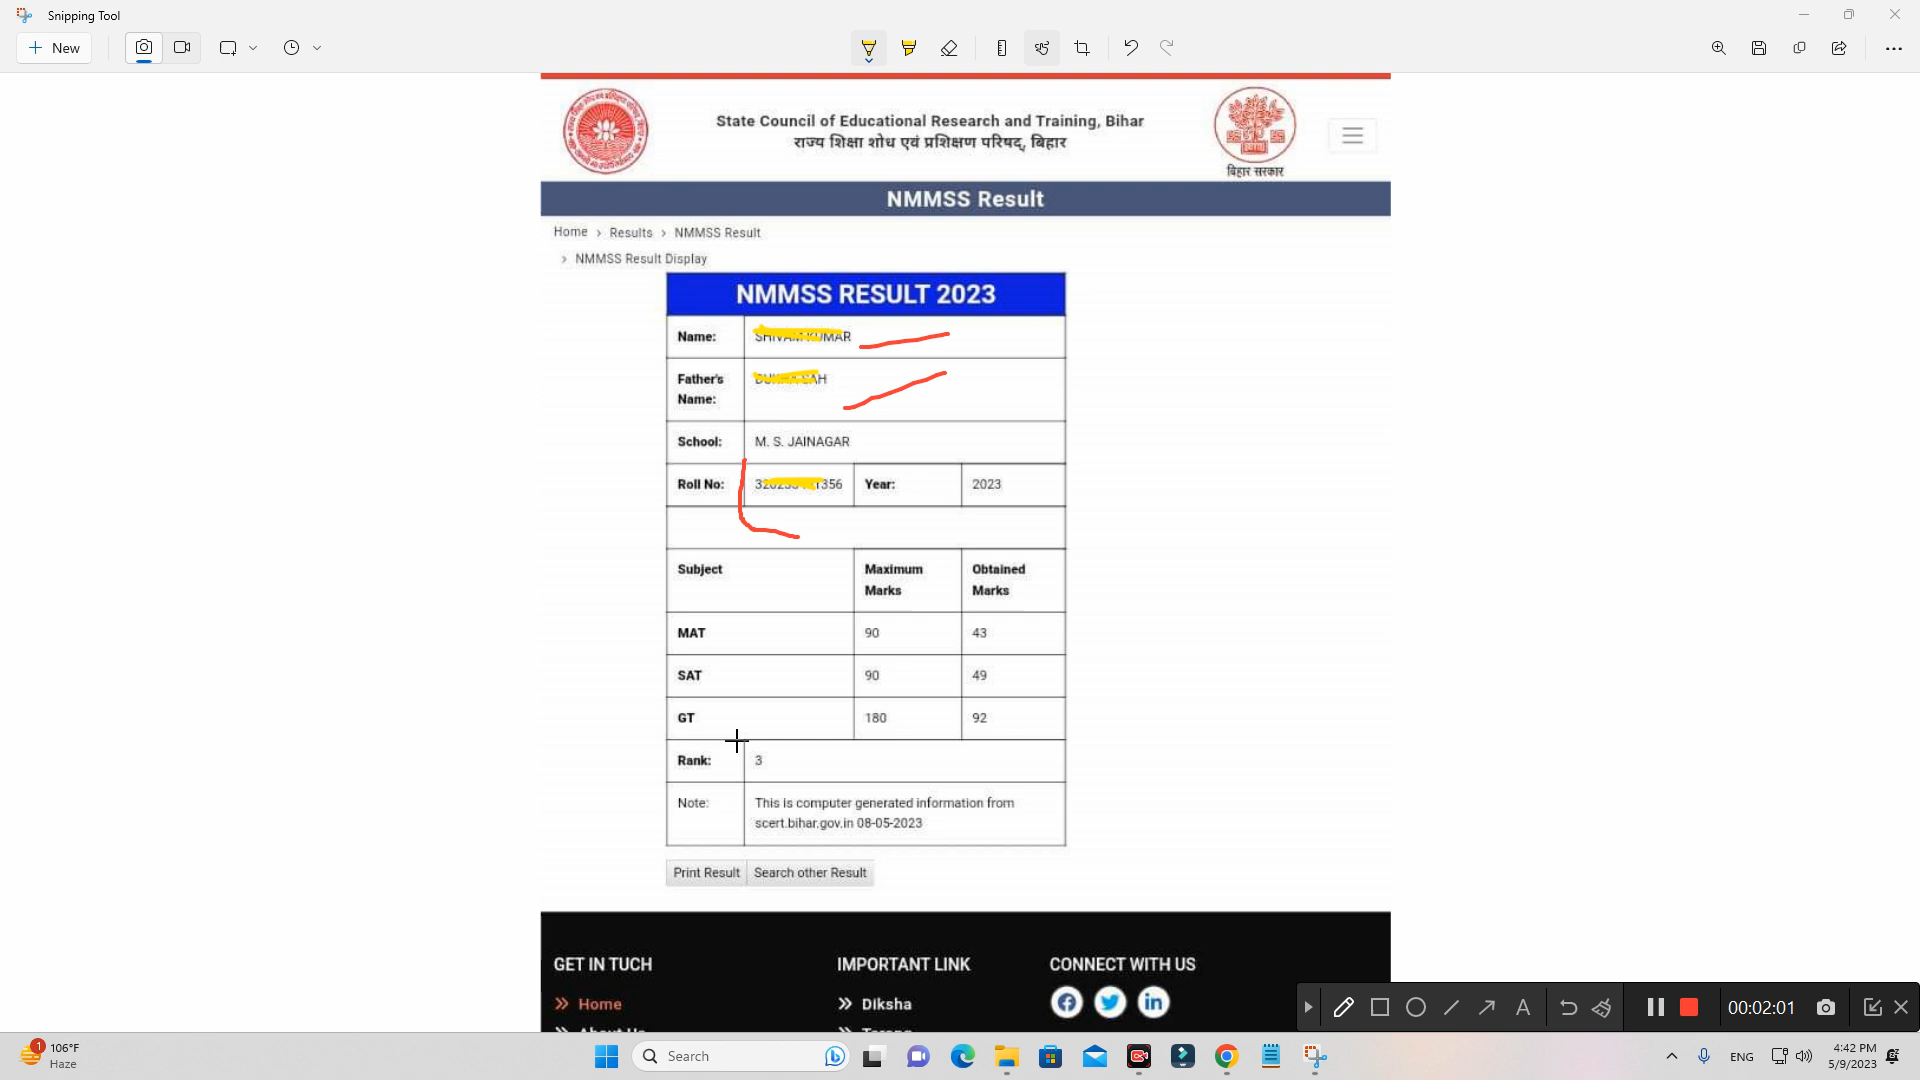 Snipping Tool
New
State Council of Educational Research and Training, Bihar
राज्य शिक्षा शोध एवं प्रशिक्षण परिषद्, बिहार
बिहार सरकार
NMMSS Result
Home › Results › NMMSS Result
› NMMSS Result Display
NMMSS RESULT 2023
Name: SHIVAM KUMAR
Father's Name: SAH
School: M. S. JAINAGAR
Roll No: Year: 2023
Subject Maximum Marks Obtained Marks
MAT 90 43
SAT 90 49
GT 180 92
Rank: 3
Note: This is computer generated information from
scert.bihar.gov.in 08-05-2023
Print Result Search other Result
GET IN TUCH IMPORTANT LINK CONNECT WITH US
» Home » Diksha
00:02:01
1
106°F
Haze
Search
ENG
4:42 PM
5/9/2023